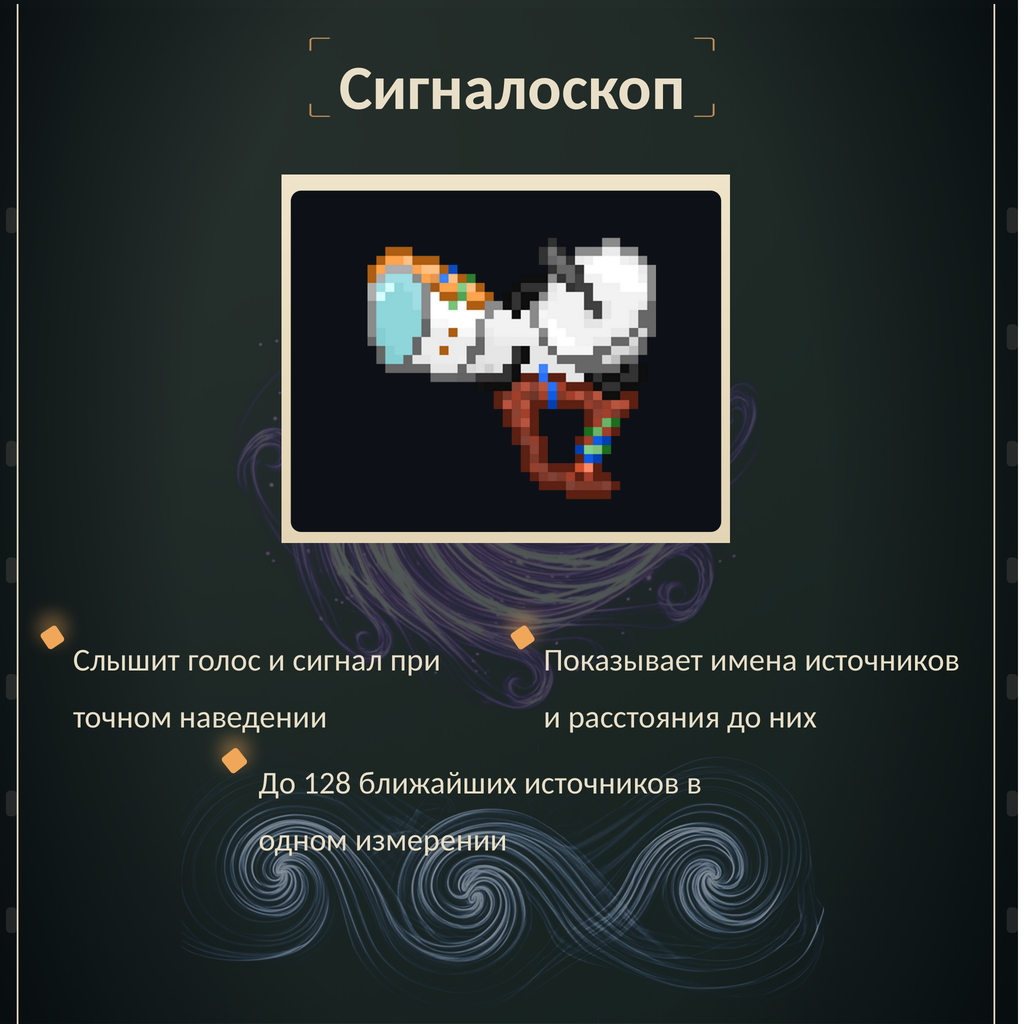 Сигналоскоп
Слышит голос и сигнал при
точном наведении
Показывает имена источников
и расстояния до них
До 128 ближайших источников в
одном измерении